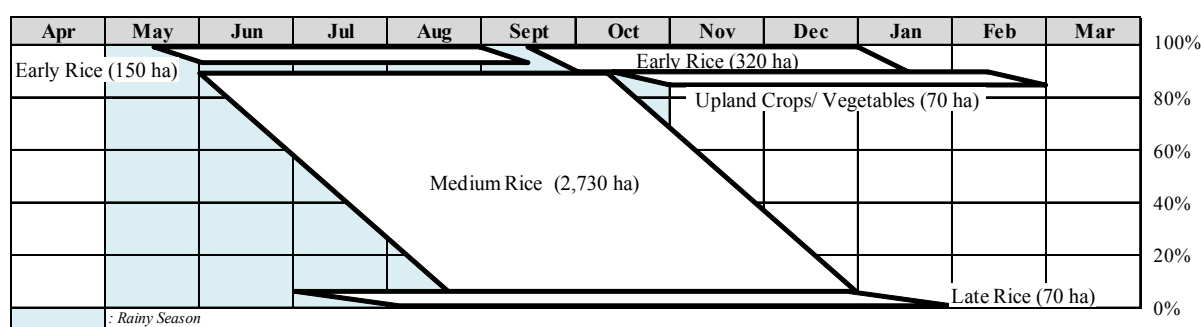 Apr May Jun Jul Aug Sept Oct Nov Dec Jan Feb Mar
100%
Early Rice (150 ha)
Early Rice (320 ha)
80%
Upland Crops/ Vegetables (70 ha)
60%
Medium Rice (2,730 ha)
40%
20%
Late Rice (70 ha)
0%
: Rainy Season